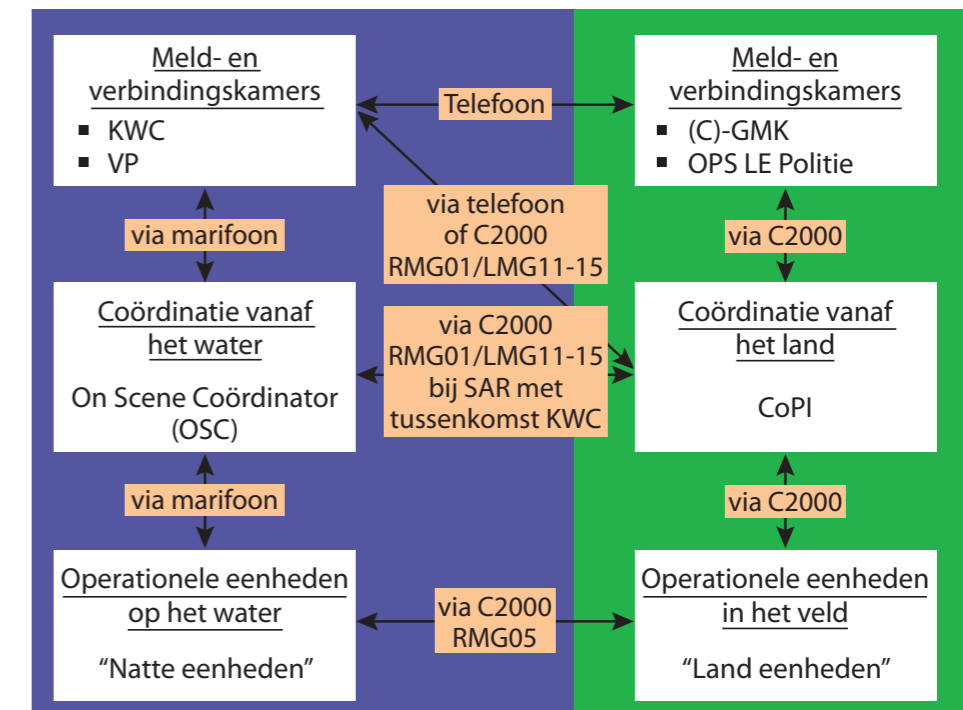 Meld- en
verbindingskamers
▪ KWC
▪ VP
Telefoon
Meld- en
verbindingskamers
▪ (C)-GMK
▪ OPS LE Politie
via marifoon
via telefoon
of C2000
RMG01/LMG11-15
via C2000
Coördinatie vanaf
het water
On Scene Coördinator
(OSC)
via C2000
RMG01/LMG11-15
bij SAR met
tussenkomst KWC
Coördinatie vanaf
het land
CoPI
via marifoon
via C2000
Operationele eenheden
op het water
“Natte eenheden”
via C2000
RMG05
Operationele eenheden
in het veld
“Land eenheden”